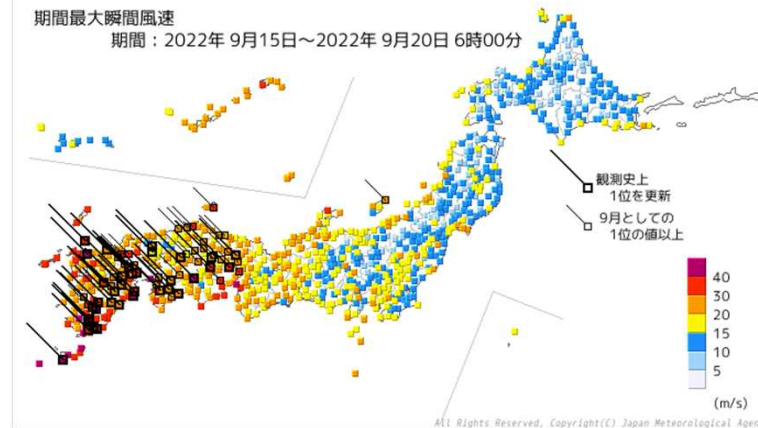 期間最大瞬間風速
期間：2022年 9月15日～2022年 9月20日 6時00分
観測史上
1位を更新
9月としての
1位の値以上
40
30
20
15
10
5
(m/s)
All Rights Reserved, Copyright(C) Japan Meteorological Agen